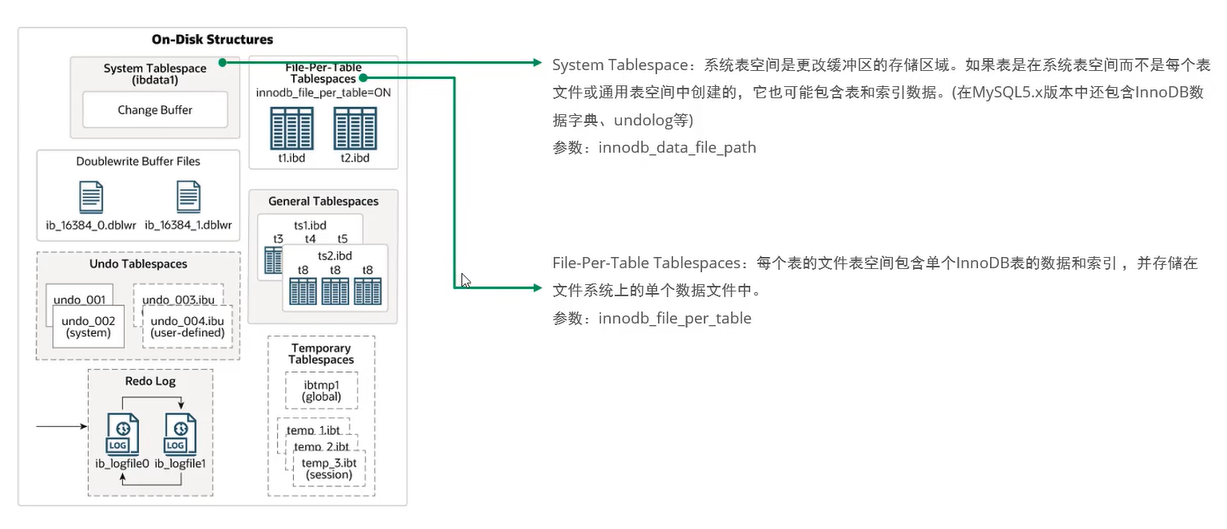 On-Disk Structures
System Tablespace
(ibdata1)
Change Buffer
File-Per-Table
Tablespaces
innodb_file_per_table=ON
t1.ibd
t2.ibd
Doublewrite Buffer Files
ib_16384_0.dblwr
ib_16384_1.dblwr
General Tablespaces
ts1.ibd
t3 t4 t5
ts2.ibd
t8 t8 t8
Undo Tablespaces
undo_001
undo_002
(system)
undo_003.ibu
undo_004.ibu
(user-defined)
Temporary
Tablespaces
ibtmp1
(global)
temp_1.ibt
temp_2.ibt
temp_3.ibt
(session)
Redo Log
LOG
LOG
ib_logfile0
ib_logfile1
System Tablespace：系统表空间是更改缓冲区的存储区域。如果表是在系统表空间而不是每个表
文件或通用表空间中创建的，它也可能包含表和索引数据。(在MySQL5.x版本中还包含InnoDB数
据字典、undolog等)
参数：innodb_data_file_path
File-Per-Table Tablespaces：每个表的文件表空间包含单个InnoDB表的数据和索引 ，并存储在
文件系统上的单个数据文件中。
参数：innodb_file_per_table